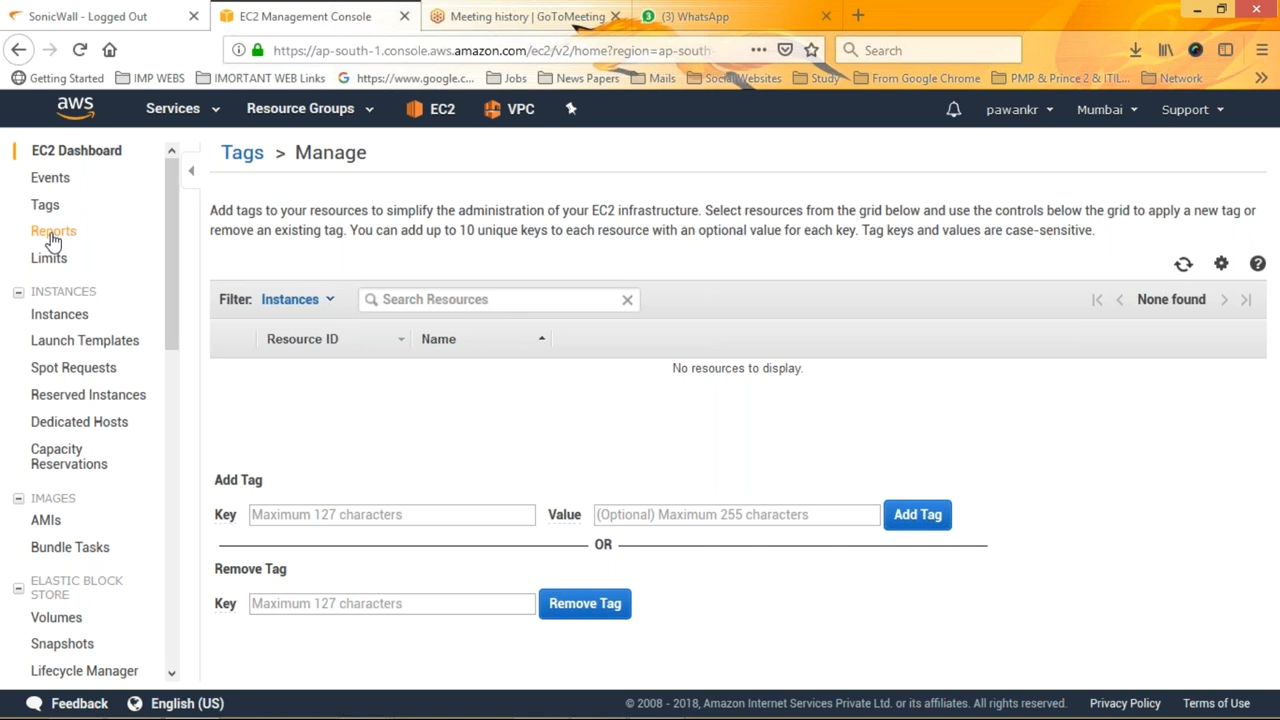 SonicWall - Logged Out
EC2 Management Console
Meeting history | GoToMeeting
(3) WhatsApp
https://ap-south-1.console.aws.amazon.com/ec2/v2/home?region=ap-south-
Search
Getting Started
IMP WEBS
IMORTANT WEB Links
https://www.google.c...
Jobs
News Papers
Mails
Social Websites
Study
From Google Chrome
PMP & Prince 2 & ITIL...
Network
aws
Services
Resource Groups
EC2
VPC
pawankr
Mumbai
Support
EC2 Dashboard
Events
Tags
Reports
Limits
INSTANCES
Instances
Launch Templates
Spot Requests
Reserved Instances
Dedicated Hosts
Capacity
Reservations
IMAGES
AMIs
Bundle Tasks
ELASTIC BLOCK
STORE
Volumes
Snapshots
Lifecycle Manager
Tags > Manage
Add tags to your resources to simplify the administration of your EC2 infrastructure. Select resources from the grid below and use the controls below the grid to apply a new tag or
remove an existing tag. You can add up to 10 unique keys to each resource with an optional value for each key. Tag keys and values are case-sensitive.
Filter: Instances
Search Resources
None found
Resource ID
Name
No resources to display.
Add Tag
Key
Maximum 127 characters
Value
(Optional) Maximum 255 characters
Add Tag
OR
Remove Tag
Key
Maximum 127 characters
Remove Tag
Feedback
English (US)
© 2008 - 2018, Amazon Internet Services Private Ltd. or its affiliates. All rights reserved.
Privacy Policy
Terms of Use